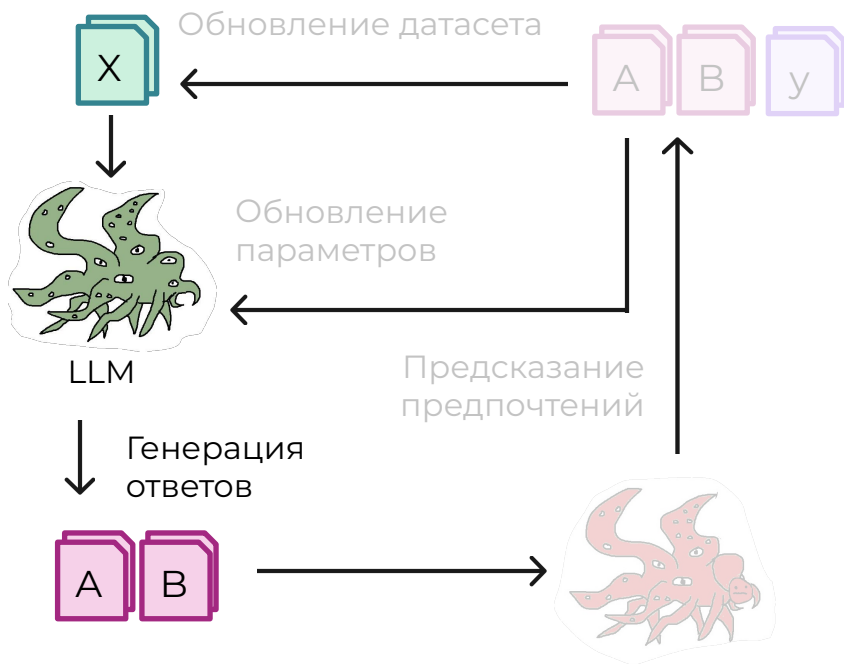 Обновление датасета
X
A B y
Обновление
параметров
LLM
Предсказание
предпочтений
Генерация
ответов
A B